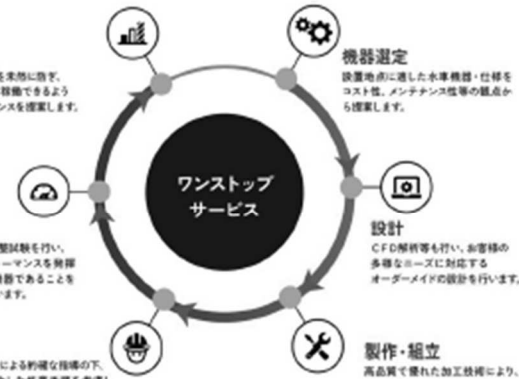 機器選定
設置地点に適した水車機器・仕様を
コスト性、メンテナンス性等の観点か
ら提案します。
を未然に防ぎ、
稼働できるよう
ンスを提案します。
ワンストップ
サービス
設計
CFD解析等も行い、お客様の
多様なニーズに対応する
オーダーメイドの設計を行います。
整試験を行い、
ーマンスを発揮
機器であることを
います。
製作・組立
高品質で優れた加工技術により、
による的確な指導の下、